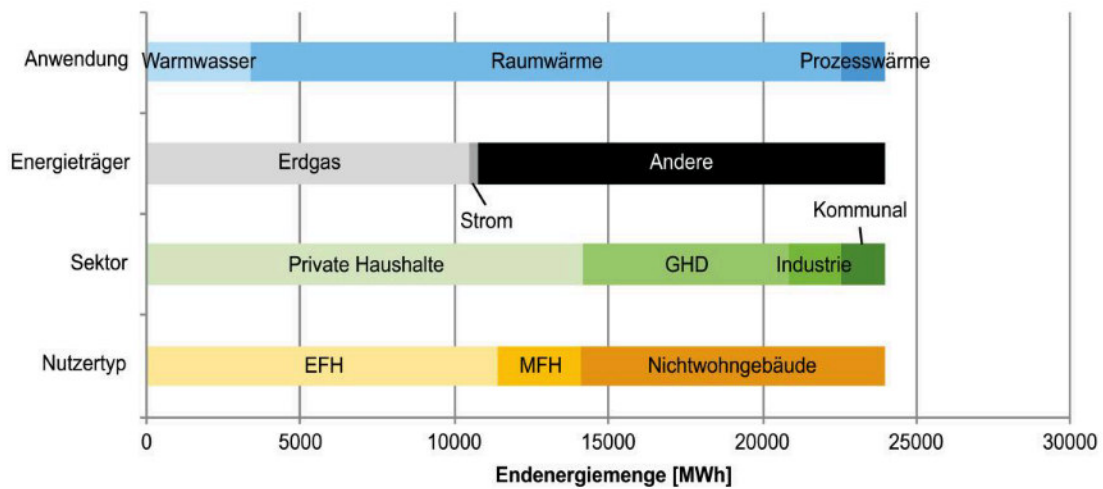 Anwendung
Warmwasser
Raumwärme
Prozesswärme
Energieträger
Erdgas
Andere
Strom
Kommunal
Sektor
Private Haushalte
GHD
Industrie
Nutzertyp
EFH
MFH
Nichtwohngebäude
0 5000 10000 15000 20000 25000 30000
Endenergiemenge [MWh]